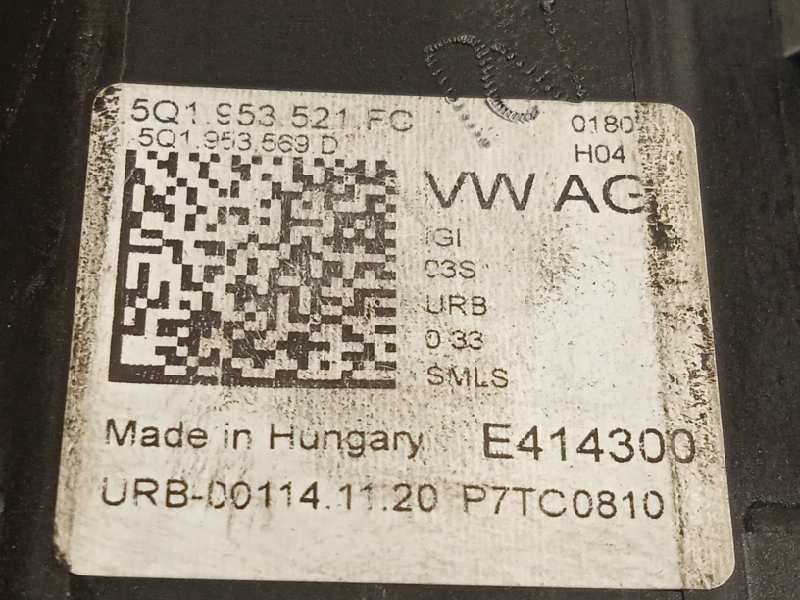 5Q1.953.521 FC
5Q1.953.569 D
0180
H04
VW AG
IGI
03S
URB
0.33
SMLS
Made in Hungary E414300
URB-00114.11.20 P7TC0810